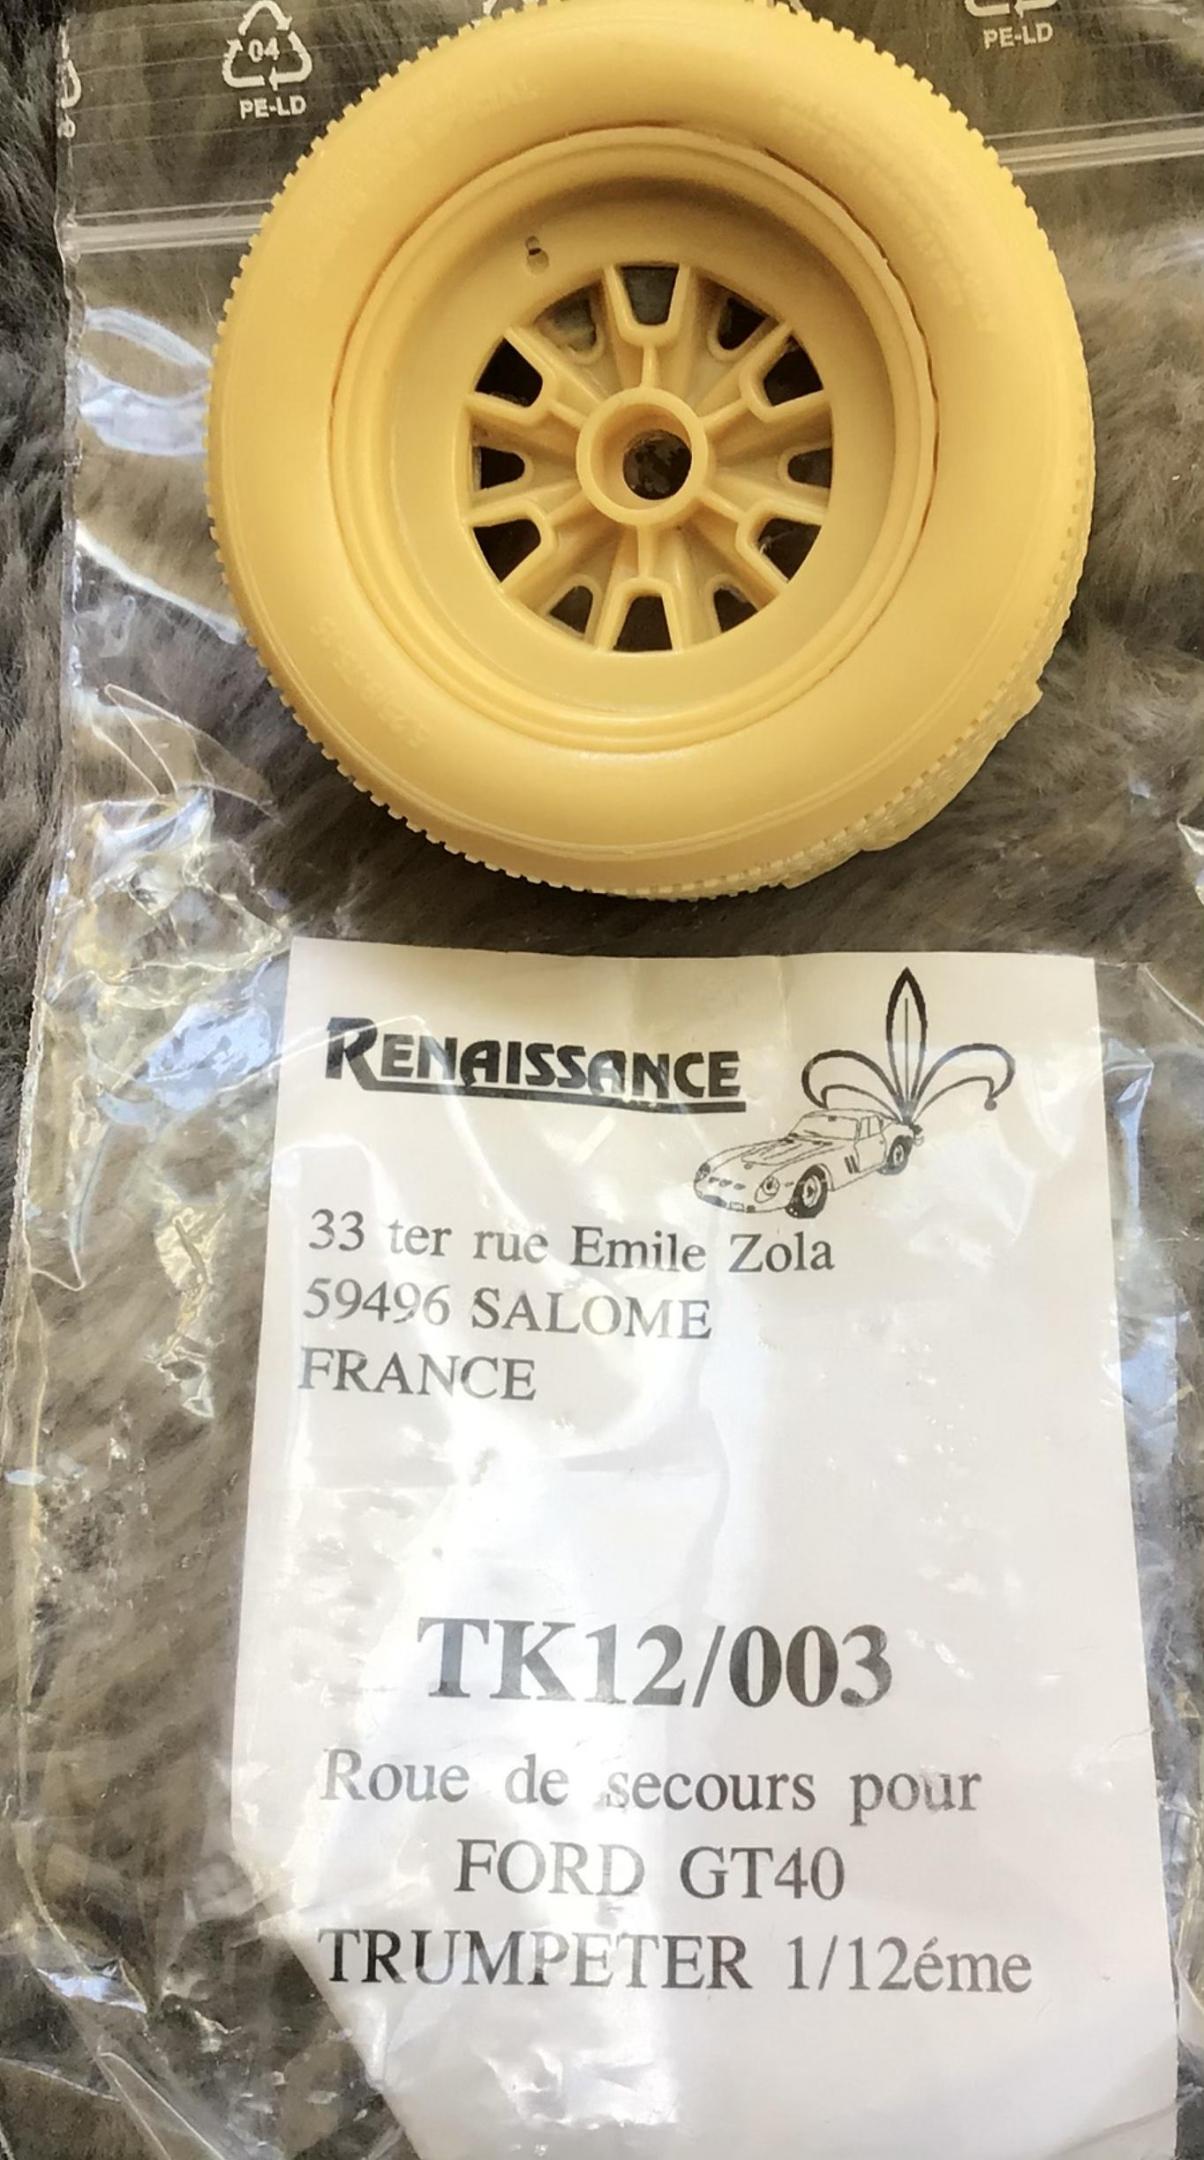 04
PE-LD
PE-LD
RENAISSANCE
33 ter rue Emile Zola
59496 SALOME
FRANCE
TK12/003
Roue de secours pour
FORD GT40
TRUMPETER 1/12éme